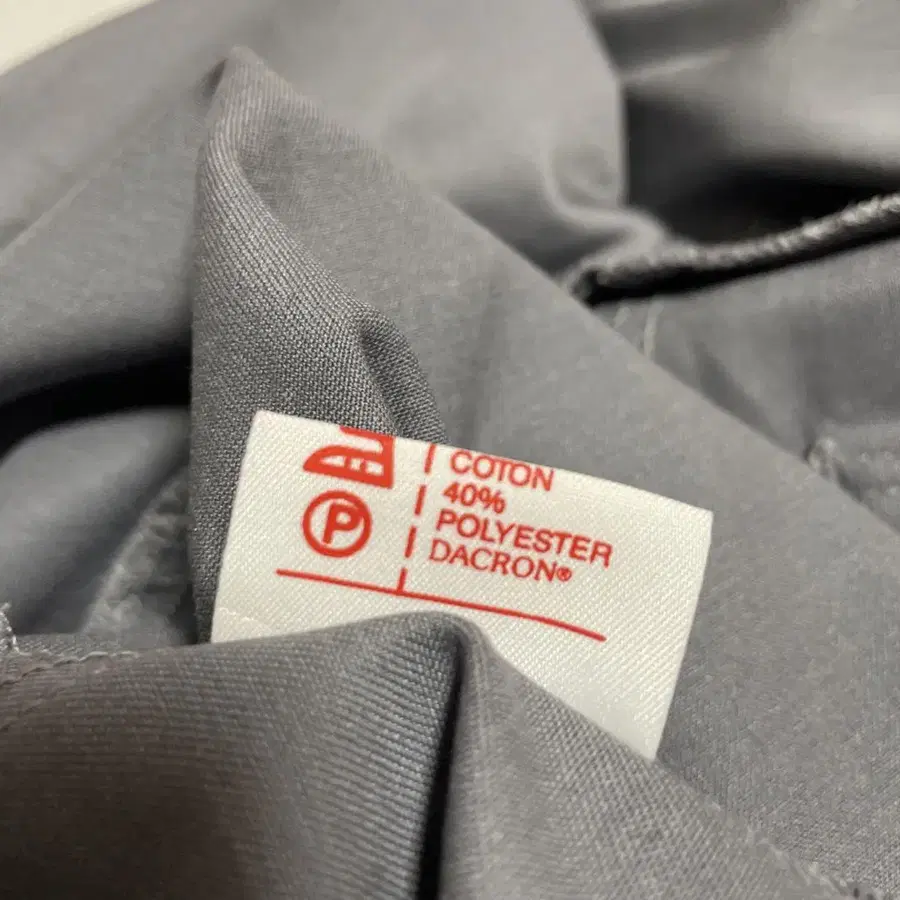 COTON
40%
POLYESTER
DACRON®
P